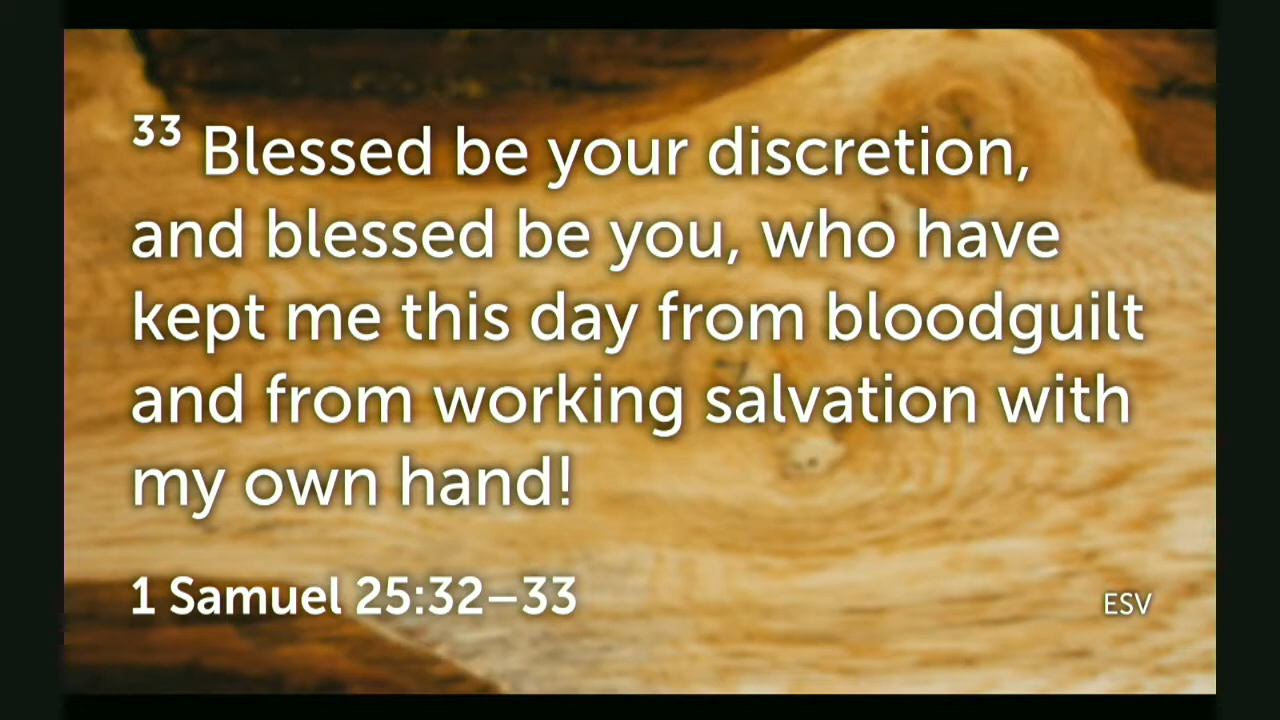 33 Blessed be your discretion,
and blessed be you, who have
kept me this day from bloodguilt
and from working salvation with
my own hand!
1 Samuel 25:32–33
ESV